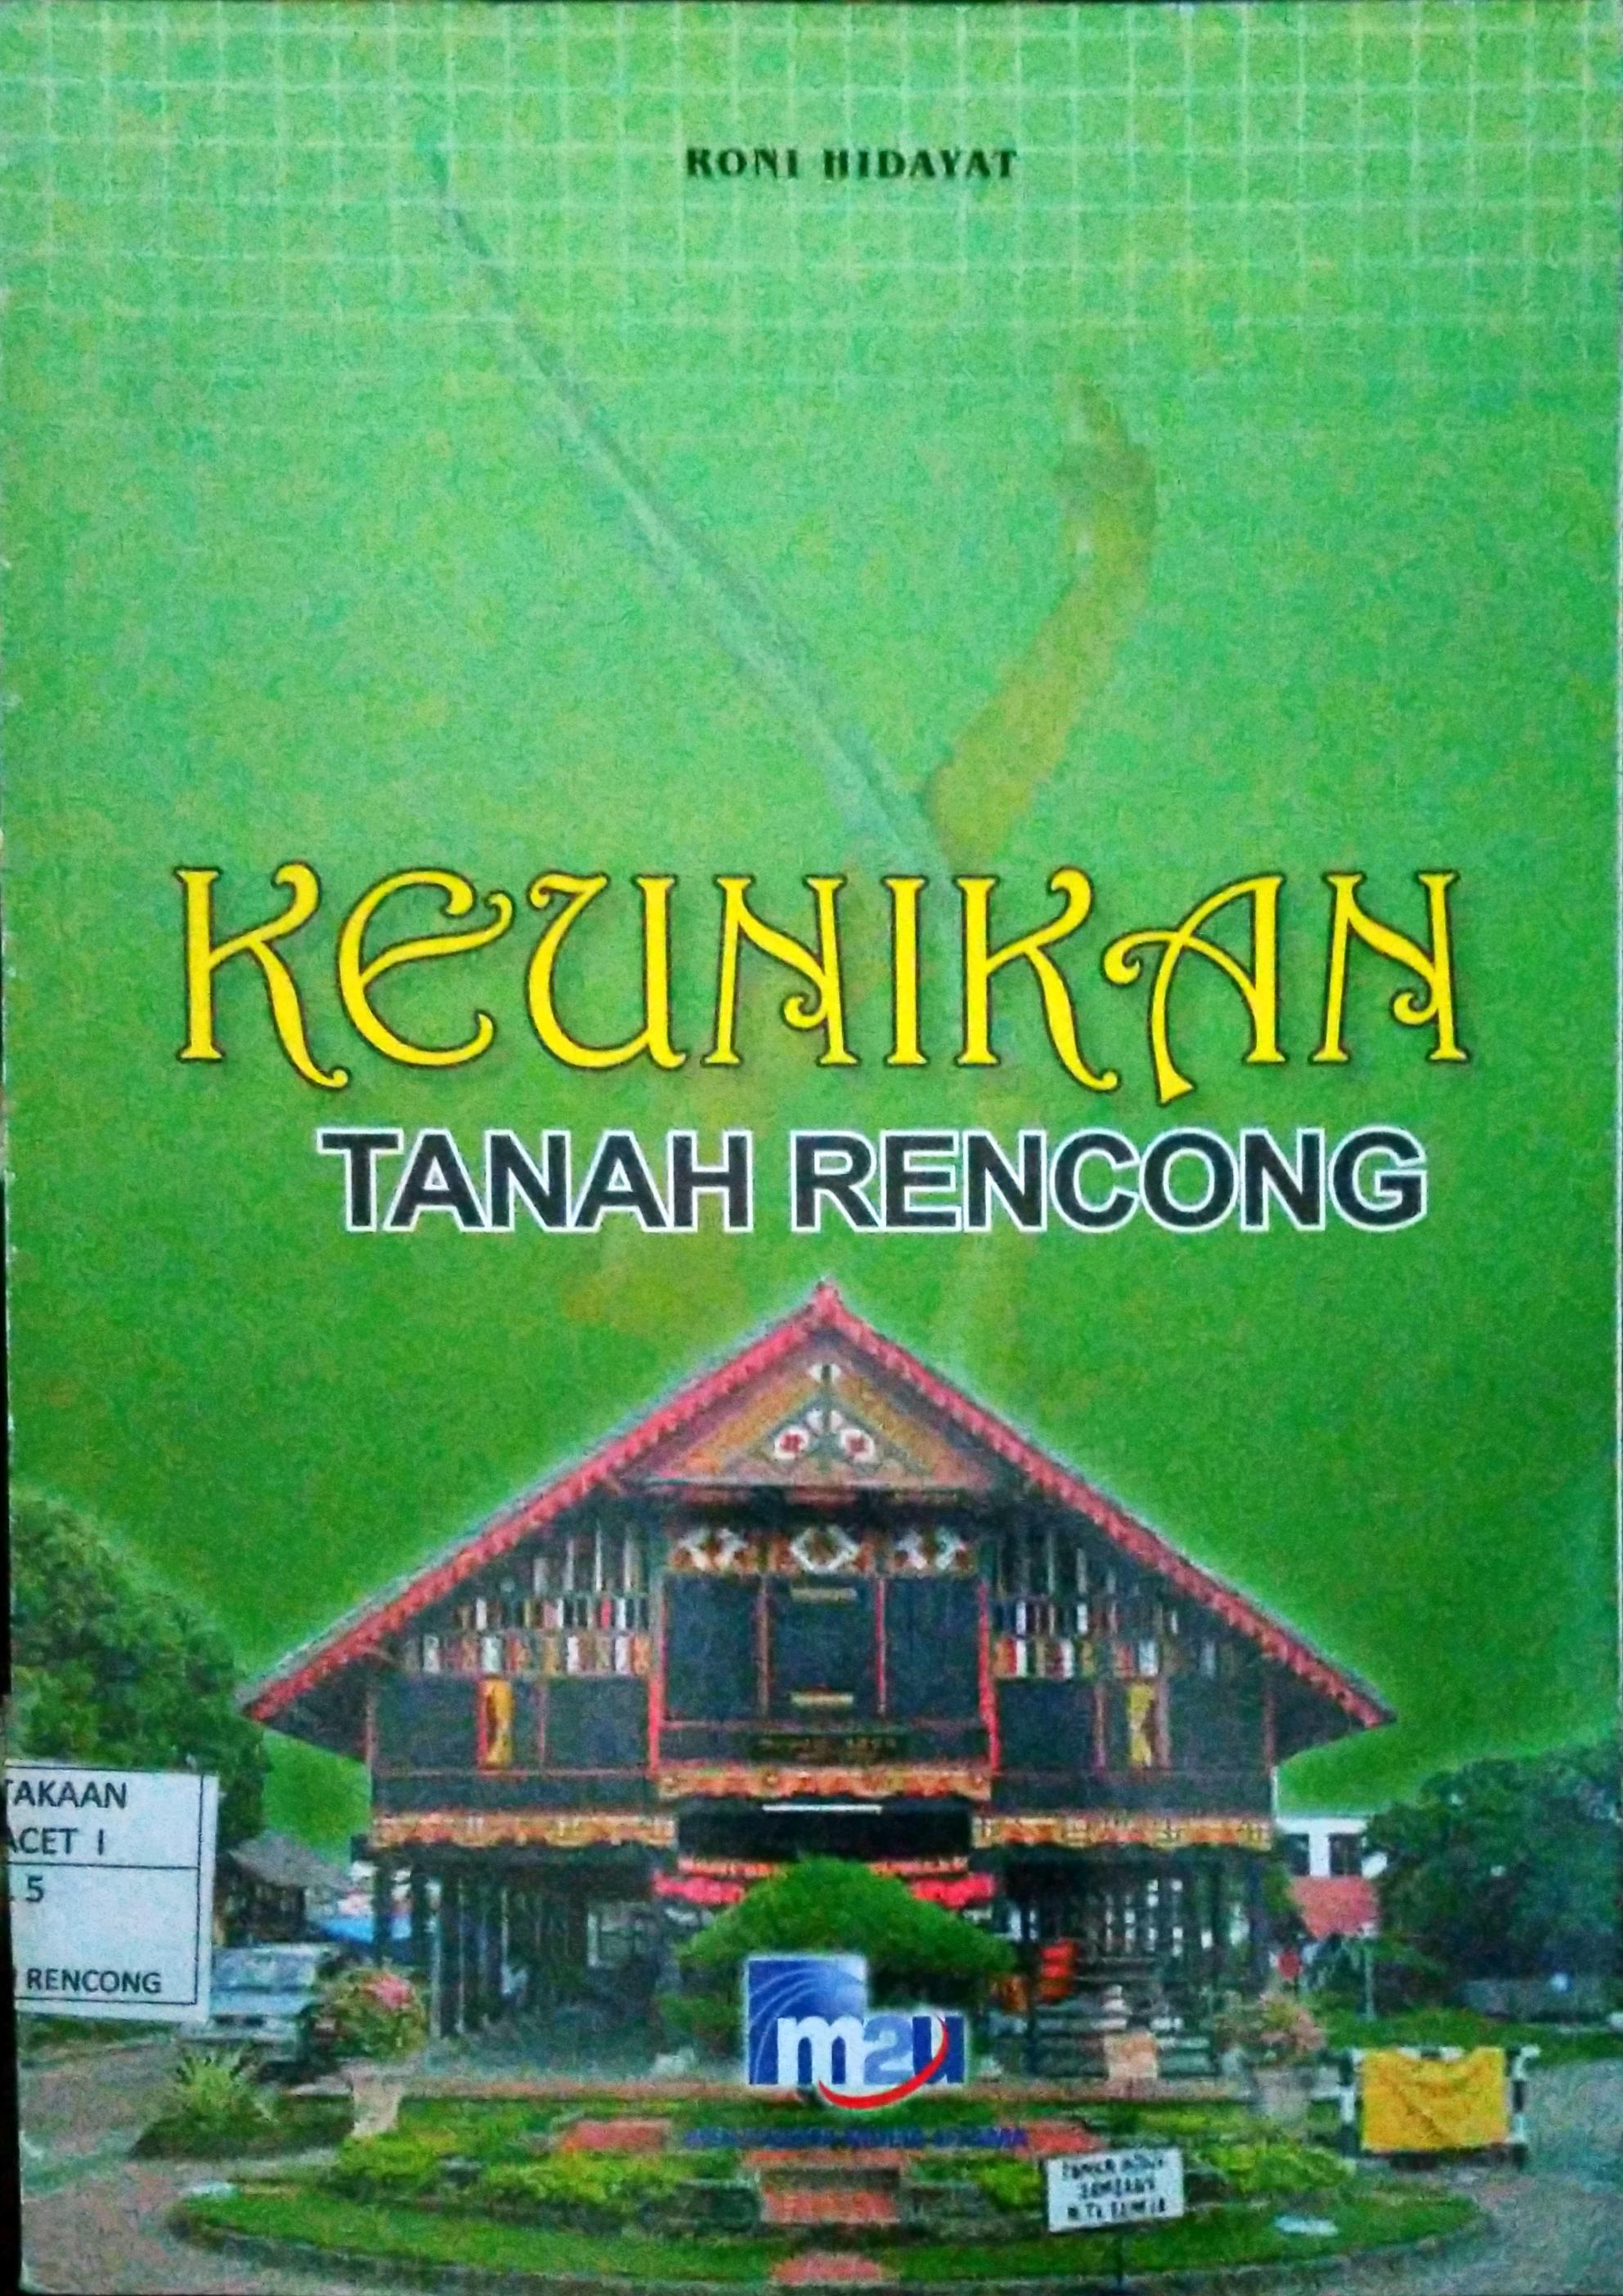 RONI HIDAYAT
KEUNIKAN
TANAH RENCONG
TAKAAN
ACET I
5
RENCONG
m2u